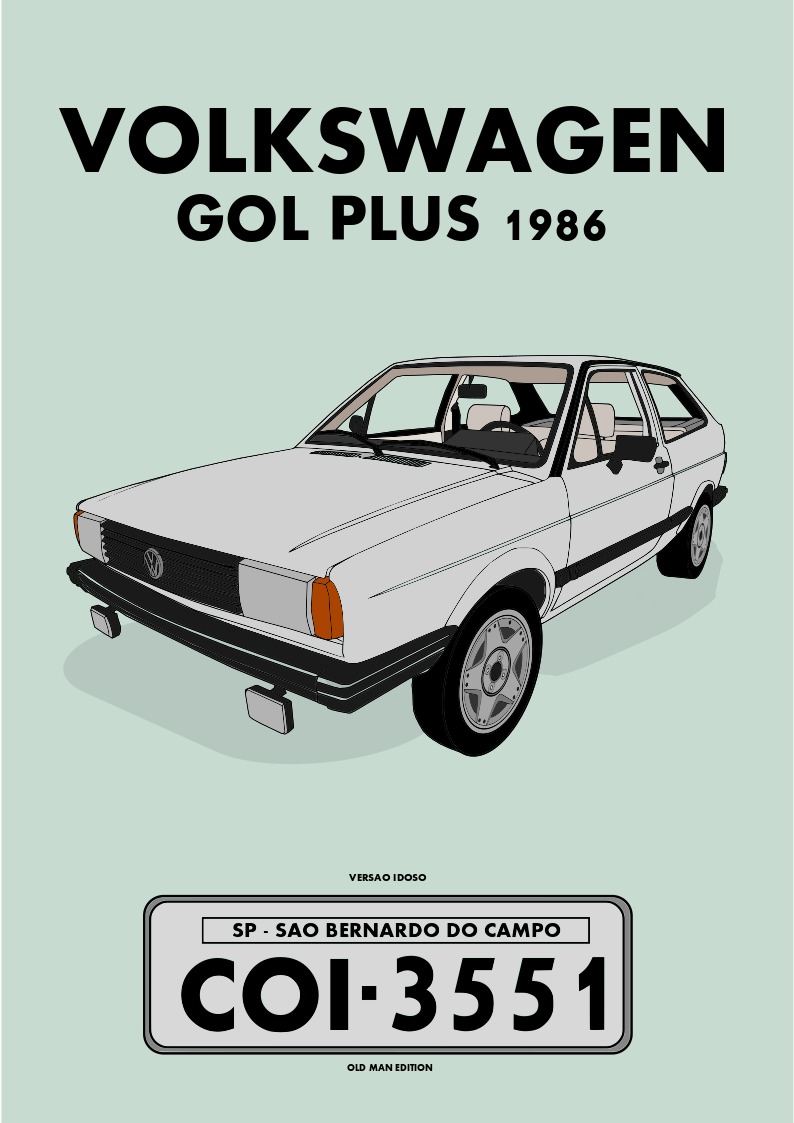 VOLKSWAGEN
GOL PLUS 1986
VERSAO IDOSO
SP - SAO BERNARDO DO CAMPO
COI-3551
OLD MAN EDITION